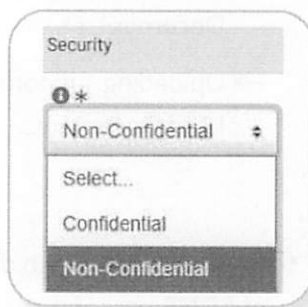 Security
*
Non-Confidential
Select...
Confidential
Non-Confidential